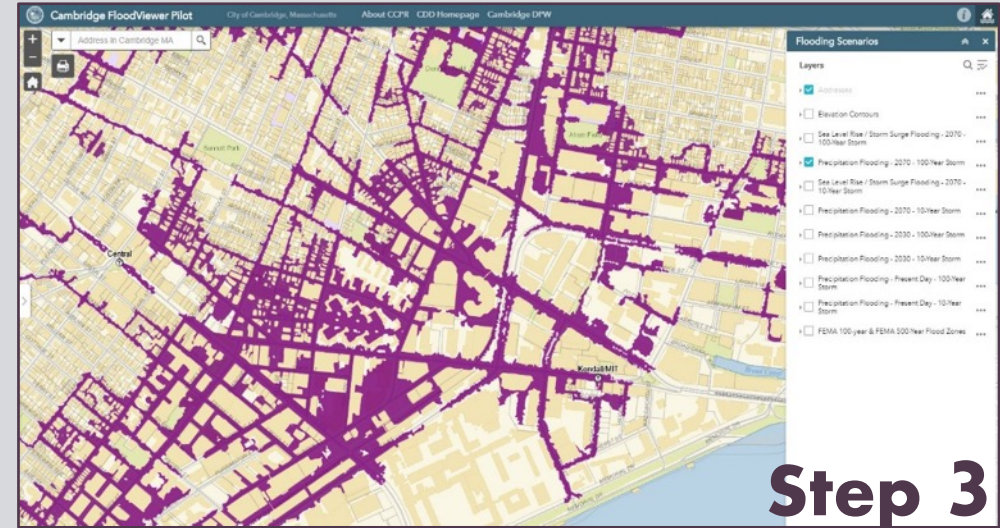 Cambridge FloodViewer Pilot
City of Cambridge, Massachusetts
About CCPR CDD Homepage Cambridge DPW
Address in Cambridge MA
Flooding Scenarios
Layers
Addresses
Elevation Contours
Sea Level Rise / Storm Surge Flooding - 2070 -
100-Year Storm
Precipitation Flooding - 2070 - 100-Year Storm
Sea Level Rise / Storm Surge Flooding - 2070 -
10-Year Storm
Precipitation Flooding - 2070 - 10-Year Storm
Precipitation Flooding - 2030 - 100-Year Storm
Precipitation Flooding - 2030 - 10-Year Storm
Precipitation Flooding - Present Day - 100-Year
Storm
Precipitation Flooding - Present Day - 10-Year
Storm
FEMA 100-year & FEMA 500-Year Flood Zones
Sennott Park
Central
Kendall/MIT
Step 3